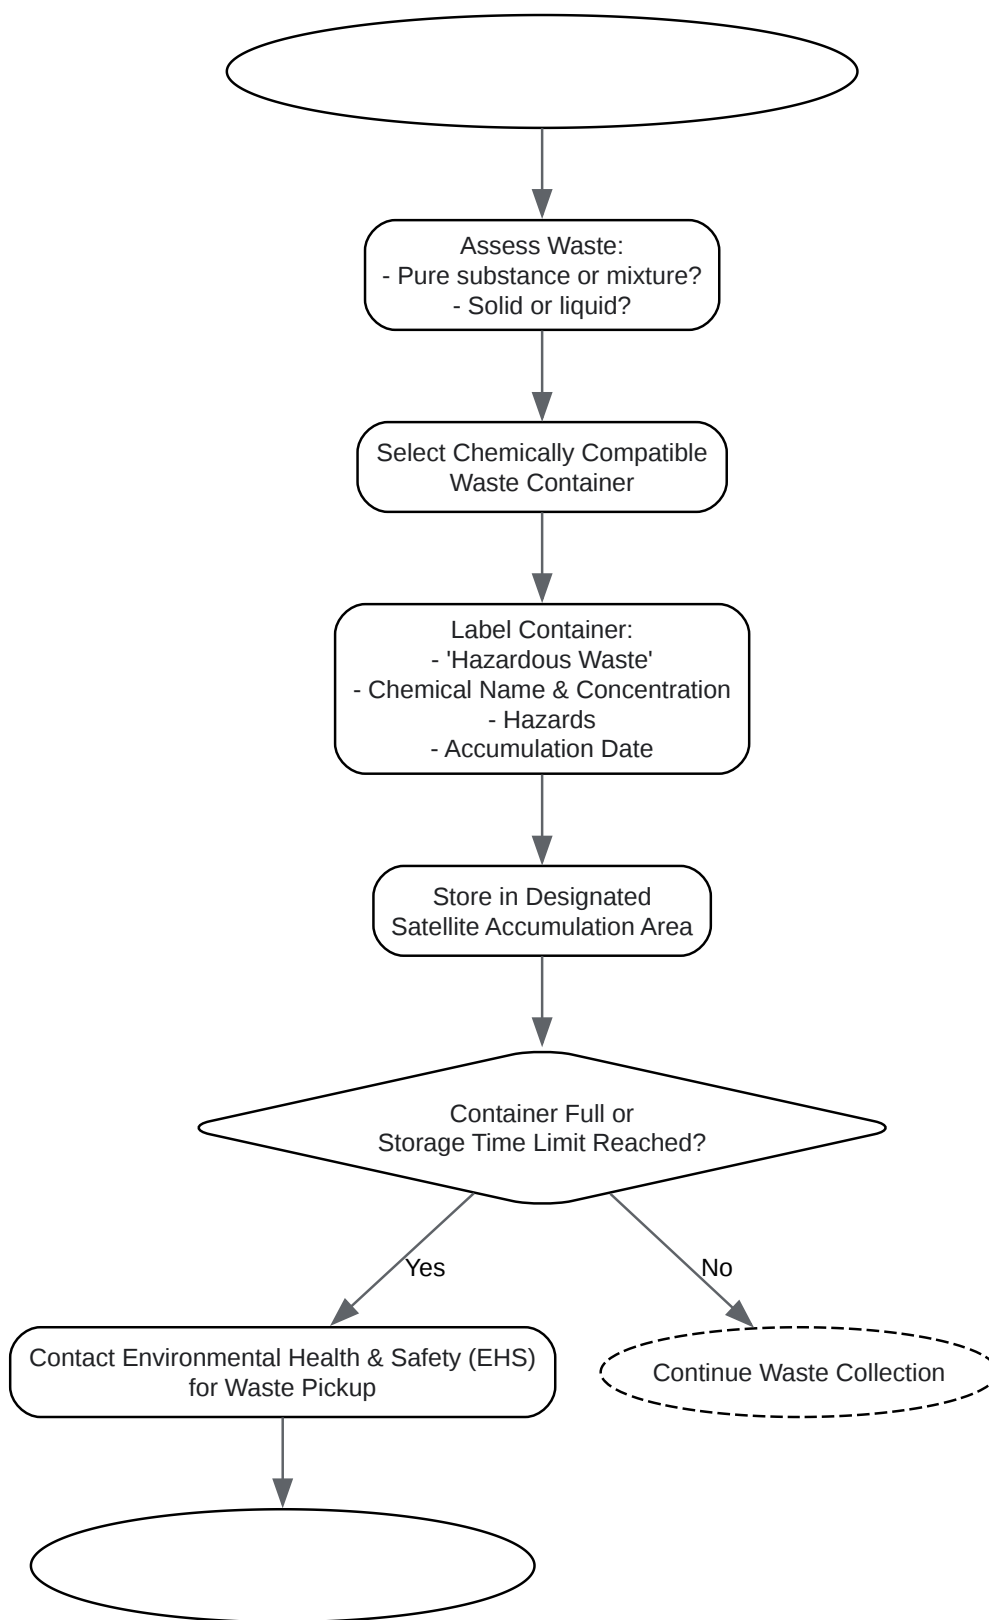 Assess Waste:
- Pure substance or mixture?
- Solid or liquid?
Select Chemically Compatible
Waste Container
Label Container:
- 'Hazardous Waste'
- Chemical Name & Concentration
- Hazards
- Accumulation Date
Store in Designated
Satellite Accumulation Area
Container Full or
Storage Time Limit Reached?
Yes
No
Contact Environmental Health & Safety (EHS)
for Waste Pickup
Continue Waste Collection